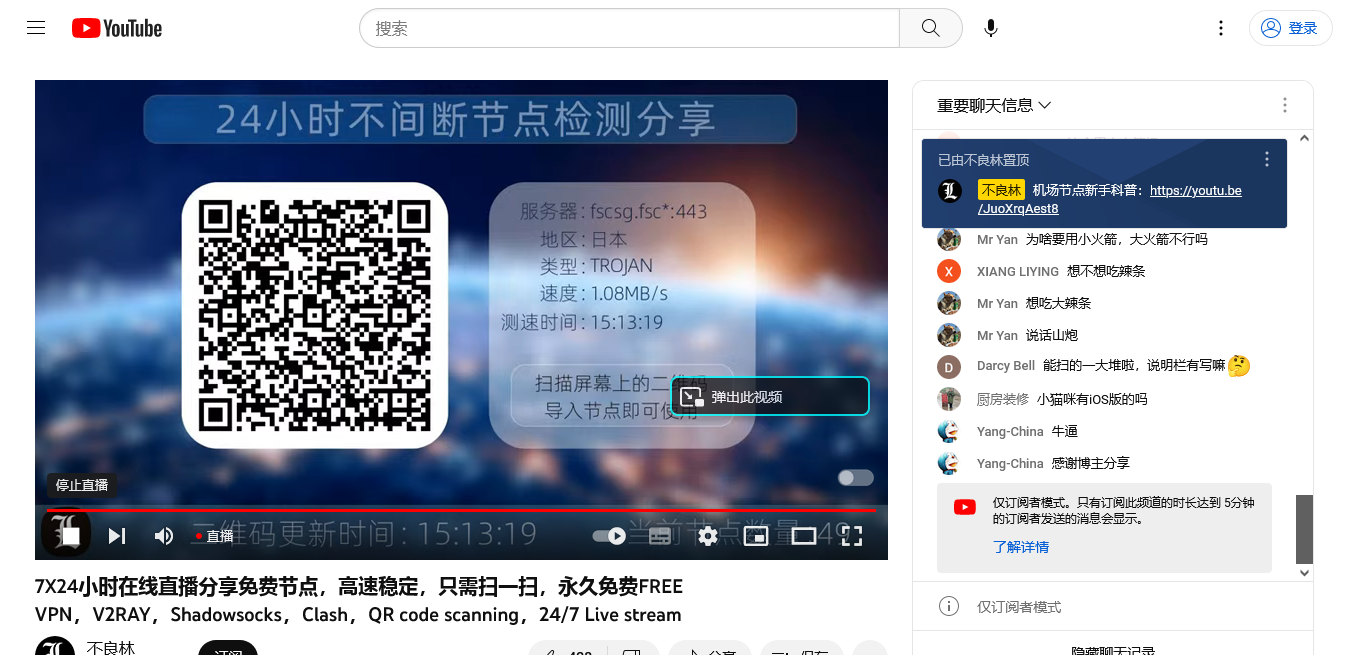 YouTube
搜索
登录
24小时不间断节点检测分享
服务器: fscsg.fsc*:443
地区: 日本
类型: TROJAN
速度: 1.08MB/s
测速时间: 15:13:19
扫描屏幕上的二维码
导入节点即可使用
弹出此视频
停止直播
二维码更新时间: 15:13:19
当前节点数量: 49
直播
7X24小时在线直播分享免费节点，高速稳定，只需扫一扫，永久免费FREE
VPN，V2RAY，Shadowsocks，Clash，QR code scanning，24/7 Live stream
不良林
订阅
分享
重要聊天信息
已由不良林置顶
不良林 机场节点新手科普：https://youtu.be
/JuoXrqAest8
Mr Yan 为啥要用小火箭，大火箭不行吗
XIANG LIYING 想不想吃辣条
Mr Yan 想吃大辣条
Mr Yan 说话山炮
Darcy Bell 能扫的一大堆啦，说明栏有写嘛🤔
厨房装修 小猫咪有iOS版的吗
Yang-China 牛逼
Yang-China 感谢博主分享
仅订阅者模式。只有订阅此频道的时长达到 5分钟
的订阅者发送的消息会显示。
了解详情
仅订阅者模式
隐藏聊天记录